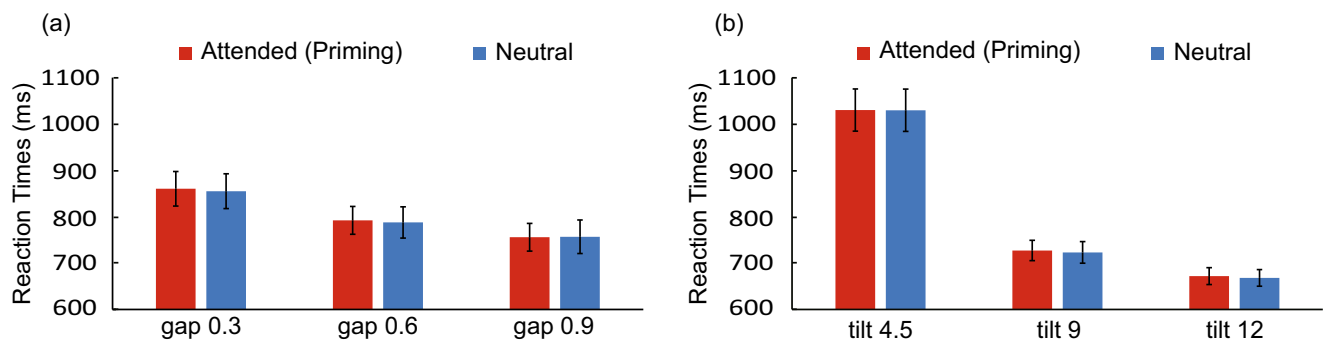 (a)
Attended (Priming) Neutral
Reaction Times (ms)
1100
1000
900
800
700
600
gap 0.3 gap 0.6 gap 0.9
(b)
Attended (Priming) Neutral
Reaction Times (ms)
1100
1000
900
800
700
600
tilt 4.5 tilt 9 tilt 12